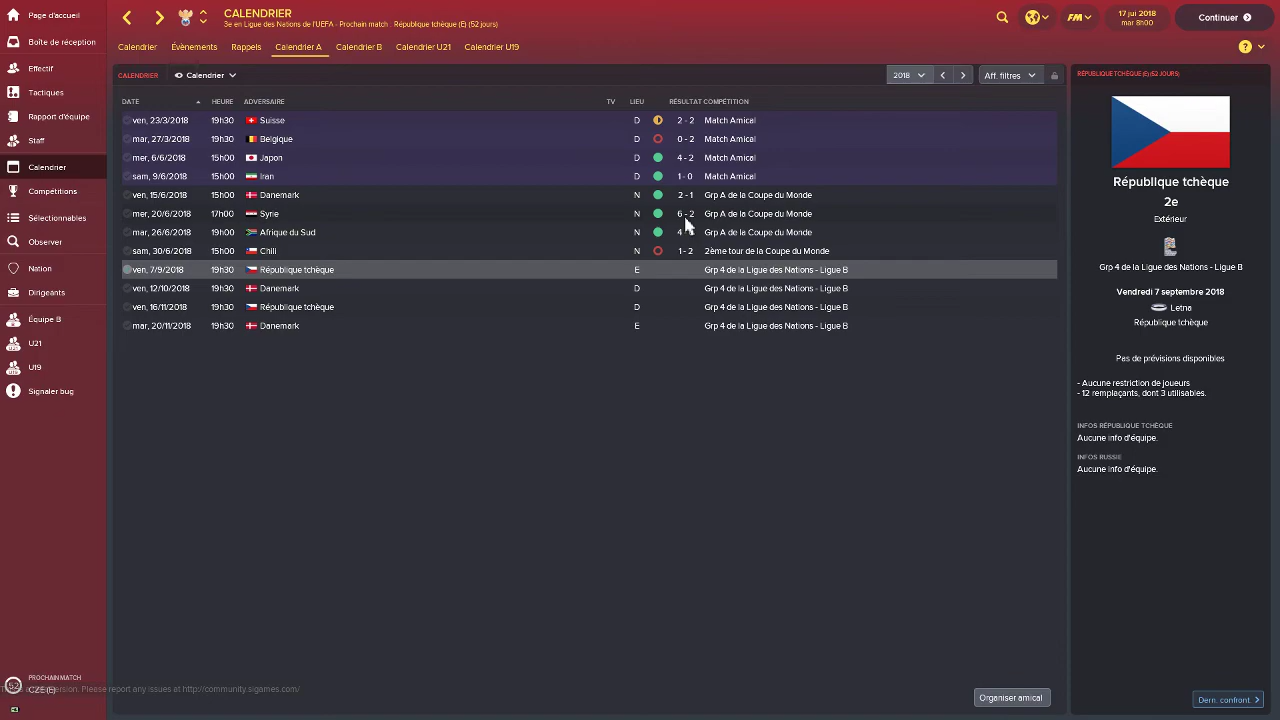 Page d'accueil
Boîte de réception
Effectif
Tactiques
Rapport d'équipe
Staff
Calendrier
Compétitions
Sélectionnables
Observer
Nation
Dirigeants
Équipe B
U21
U19
Signaler bug
PROCHAIN MATCH
CZE (E)
version. Please report any issues at http://community.sigames.com/
CALENDRIER
3e en Ligue des Nations de l'UEFA - Prochain match : République tchèque (E) (52 jours)
FM
17 jui 2018
mar 8h00
Continuer
Calendrier Évènements Rappels Calendrier A Calendrier B Calendrier U21 Calendrier U19
?
CALENDRIER Calendrier 2018 Aff. filtres
DATE HEURE ADVERSAIRE TV LIEU RÉSULTAT COMPÉTITION
ven, 23/3/2018 19h30 Suisse D 2 - 2 Match Amical
mar, 27/3/2018 19h30 Belgique D 0 - 2 Match Amical
mer, 6/6/2018 15h00 Japon D 4 - 2 Match Amical
sam, 9/6/2018 15h00 Iran D 1 - 0 Match Amical
ven, 15/6/2018 15h00 Danemark N 2 - 1 Grp A de la Coupe du Monde
mer, 20/6/2018 17h00 Syrie N 6 - 2 Grp A de la Coupe du Monde
mar, 26/6/2018 19h00 Afrique du Sud N 4 Grp A de la Coupe du Monde
sam, 30/6/2018 15h00 Chili N 1 - 2 2ème tour de la Coupe du Monde
ven, 7/9/2018 19h30 République tchèque E Grp 4 de la Ligue des Nations - Ligue B
ven, 12/10/2018 19h30 Danemark D Grp 4 de la Ligue des Nations - Ligue B
ven, 16/11/2018 19h30 République tchèque D Grp 4 de la Ligue des Nations - Ligue B
mar, 20/11/2018 19h30 Danemark E Grp 4 de la Ligue des Nations - Ligue B
Organiser amical
RÉPUBLIQUE TCHÈQUE (E) (52 JOURS)
République tchèque
2e
Extérieur
Grp 4 de la Ligue des Nations - Ligue B
Vendredi 7 septembre 2018
Letna
République tchèque
Pas de prévisions disponibles
- Aucune restriction de joueurs
- 12 remplaçants, dont 3 utilisables.
INFOS RÉPUBLIQUE TCHÈQUE
Aucune info d'équipe.
INFOS RUSSIE
Aucune info d'équipe.
Dern. confront.